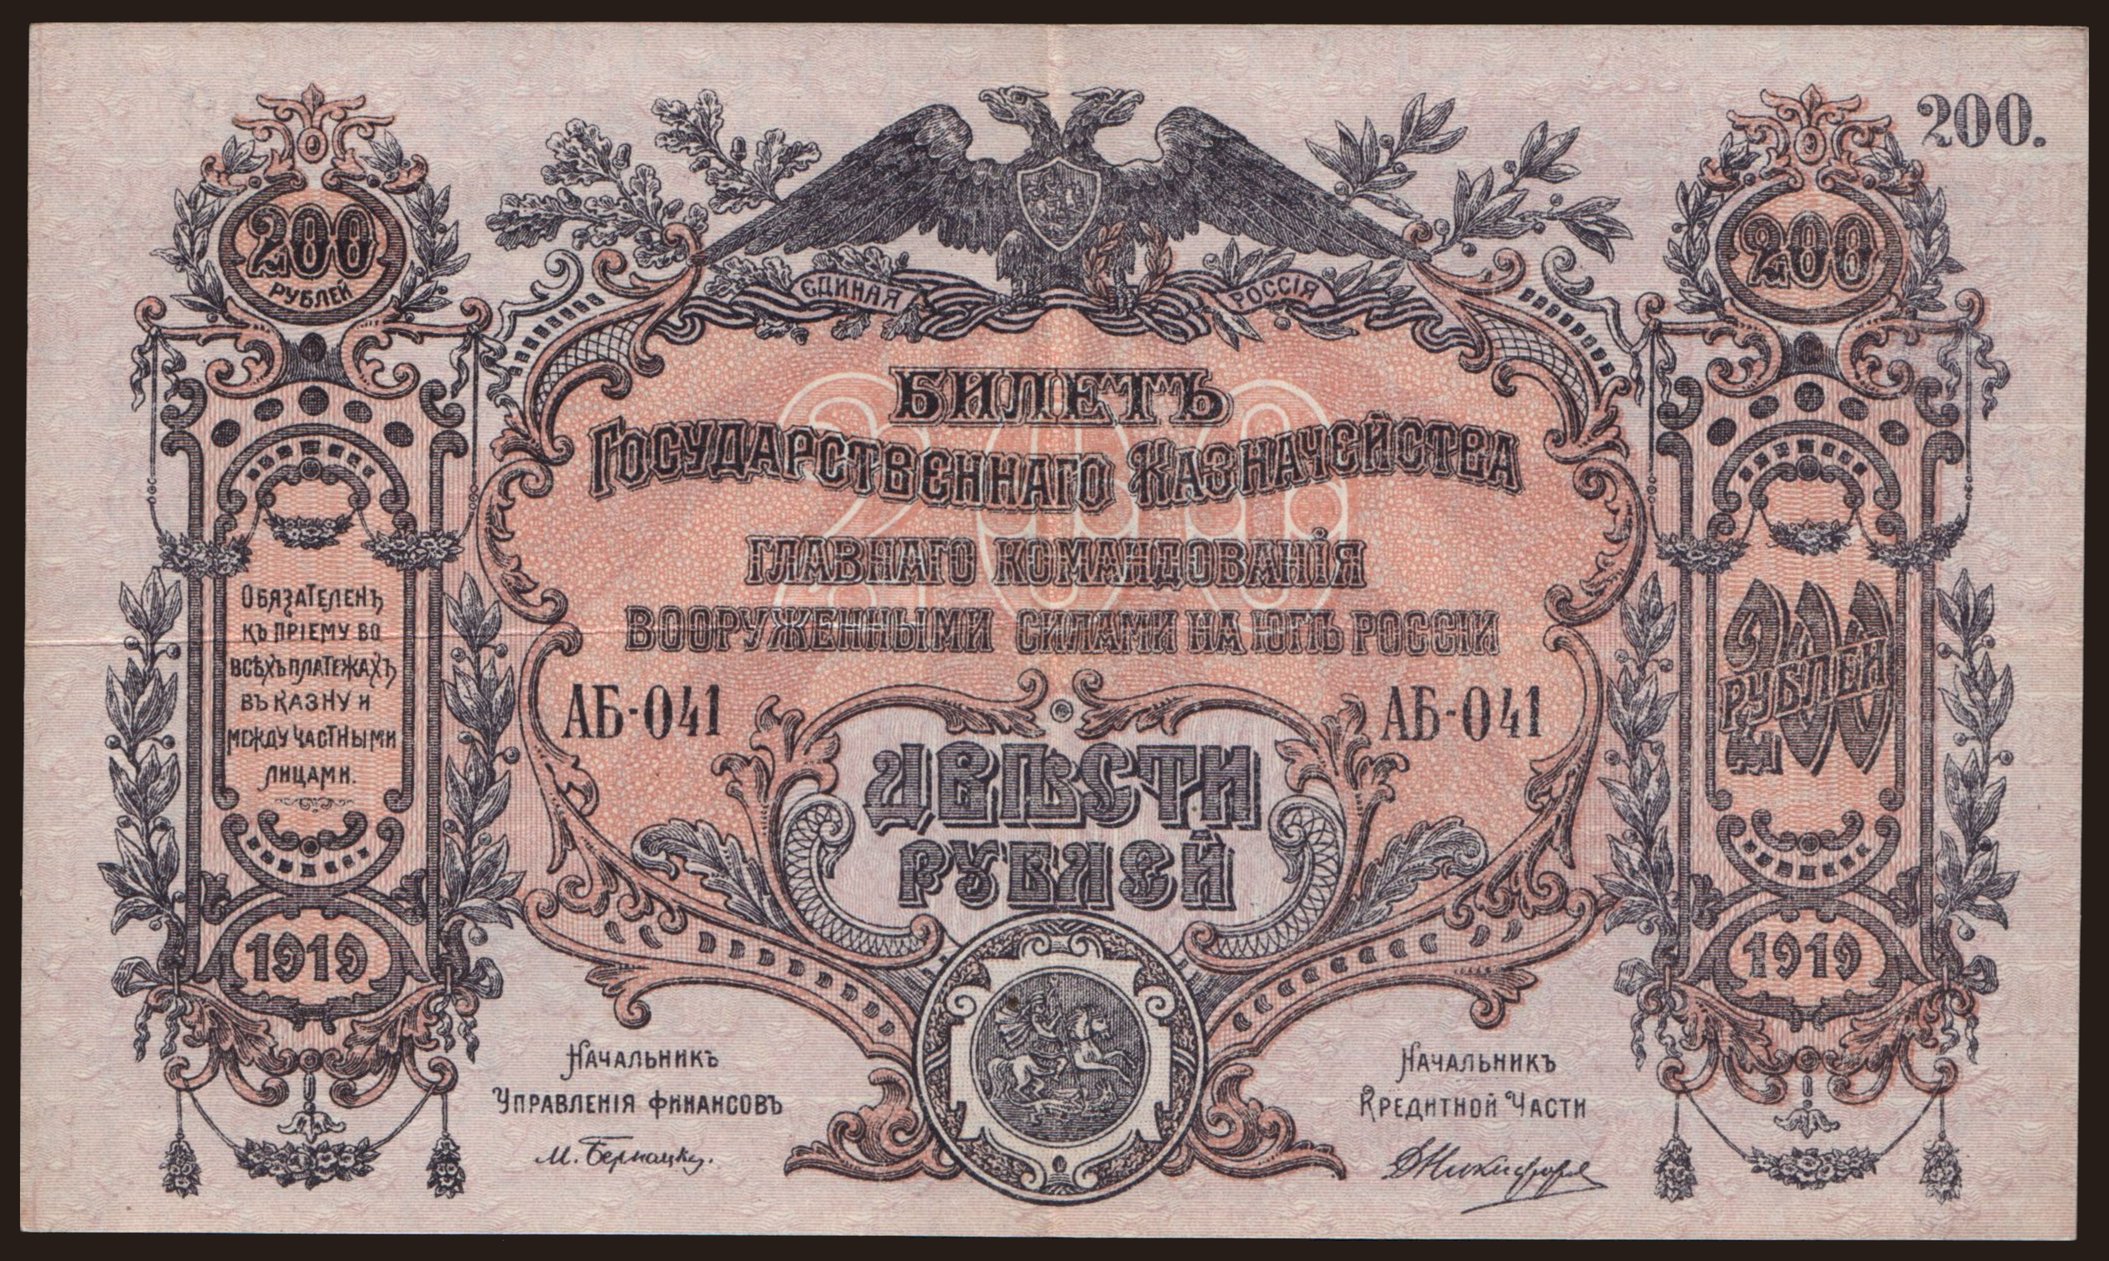 200.
200
РУБЛЕЙ
200
ЕДИНАЯ РОССІЯ
БИЛЕТЪ
ГОСУДАРСТВЕННАГО КАЗНАЧЕЙСТВА
ГЛАВНАГО КОМАНДОВАНІЯ
ВООРУЖЕННЫМИ СИЛАМИ НА ЮГѢ РОССІИ
200
ОБЯЗАТЕЛЕНЪ
КЪ ПРІЕМУ ВО
ВСѢХЪ ПЛАТЕЖАХЪ
ВЪ КАЗНУ И
МЕЖДУ ЧАСТНЫМИ
ЛИЦАМИ.
АБ-041 АБ-041
200
РУБЛЕЙ
ДВѢСТИ
РУБЛЕЙ
1919 1919
НАЧАЛЬНИКЪ
УПРАВЛЕНІЯ ФИНАНСОВЪ
М. Бернацкій.
НАЧАЛЬНИКЪ
КРЕДИТНОЙ ЧАСТИ